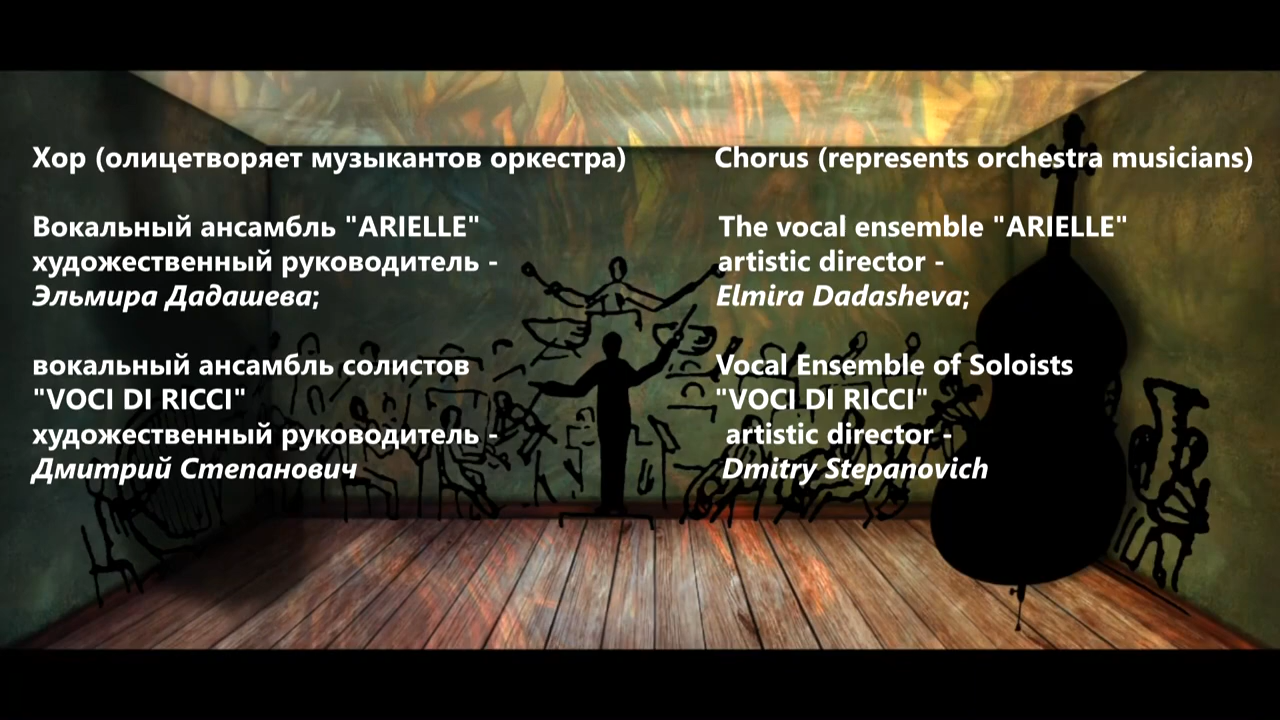 Хор (олицетворяет музыкантов оркестра)
Вокальный ансамбль "ARIELLE"
художественный руководитель -
Эльмира Дадашева;
вокальный ансамбль солистов
"VOCI DI RICCI"
художественный руководитель -
Дмитрий Степанович
Chorus (represents orchestra musicians)
The vocal ensemble "ARIELLE"
artistic director -
Elmira Dadasheva;
Vocal Ensemble of Soloists
"VOCI DI RICCI"
artistic director -
Dmitry Stepanovich